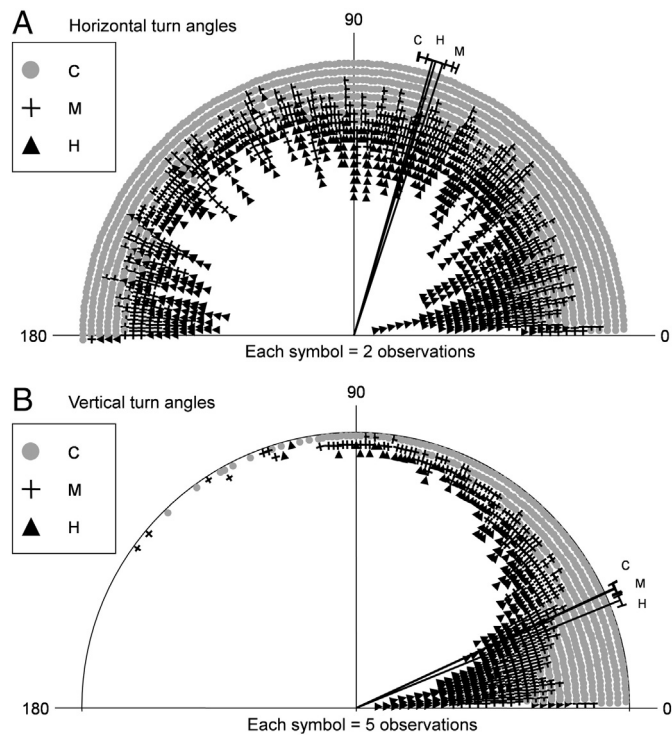 A Horizontal turn angles
C
M
H
90
C H M
180
0
Each symbol = 2 observations
B Vertical turn angles
C
M
H
90
C
M
H
180
0
Each symbol = 5 observations